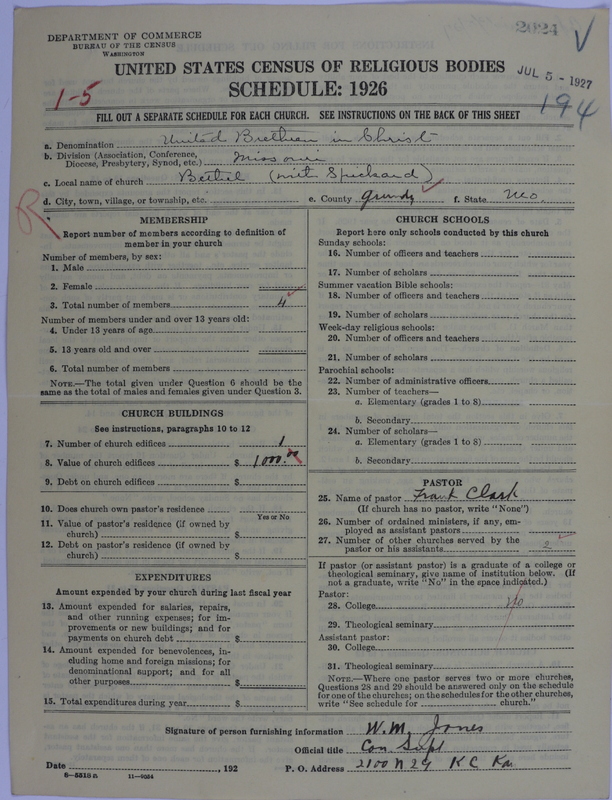 DEPARTMENT OF COMMERCE
BUREAU OF THE CENSUS
WASHINGTON
2624
JUL 5 - 1927
UNITED STATES CENSUS OF RELIGIOUS BODIES
SCHEDULE: 1926
1-5
194
FILL OUT A SEPARATE SCHEDULE FOR EACH CHURCH. SEE INSTRUCTIONS ON THE BACK OF THIS SHEET
a. Denomination United Brethren in Christ
b. Division (Association, Conference, Diocese, Presbytery, Synod, etc.) Missouri
c. Local name of church Bethel (with Spickard)
d. City, town, village, or township, etc. e. County Grundy f. State Mo.
R
MEMBERSHIP
Report number of members according to definition of
member in your church
Number of members, by sex:
1. Male
2. Female
3. Total number of members 4
Number of members under and over 13 years old:
4. Under 13 years of age
5. 13 years old and over
6. Total number of members
NOTE.—The total given under Question 6 should be the
same as the total of males and females given under Question 3.
CHURCH BUILDINGS
See instructions, paragraphs 10 to 12
7. Number of church edifices 1
8. Value of church edifices $ 1000.00
9. Debt on church edifices $
10. Does church own pastor's residence
Yes or No
11. Value of pastor's residence (if owned by
church) $
12. Debt on pastor's residence (if owned by
church) $
EXPENDITURES
Amount expended by your church during last fiscal year
13. Amount expended for salaries, repairs,
and other running expenses; for im-
provements or new buildings; and for
payments on church debt $
14. Amount expended for benevolences, in-
cluding home and foreign missions; for
denominational support; and for all
other purposes $
15. Total expenditures during year $
CHURCH SCHOOLS
Report here only schools conducted by this church
Sunday schools:
16. Number of officers and teachers
17. Number of scholars
Summer vacation Bible schools:
18. Number of officers and teachers
19. Number of scholars
Week-day religious schools:
20. Number of officers and teachers
21. Number of scholars
Parochial schools:
22. Number of administrative officers
23. Number of teachers—
a. Elementary (grades 1 to 8)
b. Secondary
24. Number of scholars—
a. Elementary (grades 1 to 8)
b. Secondary
PASTOR
25. Name of pastor Frank Clark
(If church has no pastor, write "None")
26. Number of ordained ministers, if any, em-
ployed as assistant pastors
27. Number of other churches served by the
pastor or his assistants 2
If pastor (or assistant pastor) is a graduate of a college or
theological seminary, give name of institution below. (If
not a graduate, write "No" in the space indicated.)
Pastor:
28. College No
29. Theological seminary
Assistant pastor:
30. College
31. Theological seminary
NOTE.—Where one pastor serves two or more churches,
Questions 28 and 29 should be answered only on the schedule
for one of the churches; on the schedules for the other churches,
write "See schedule for church."
Signature of person furnishing information W. M. Jones
Official title Con Supt
Date , 192 P. O. Address 2100 N 29 K C Kan
8—5518 a 11—9034